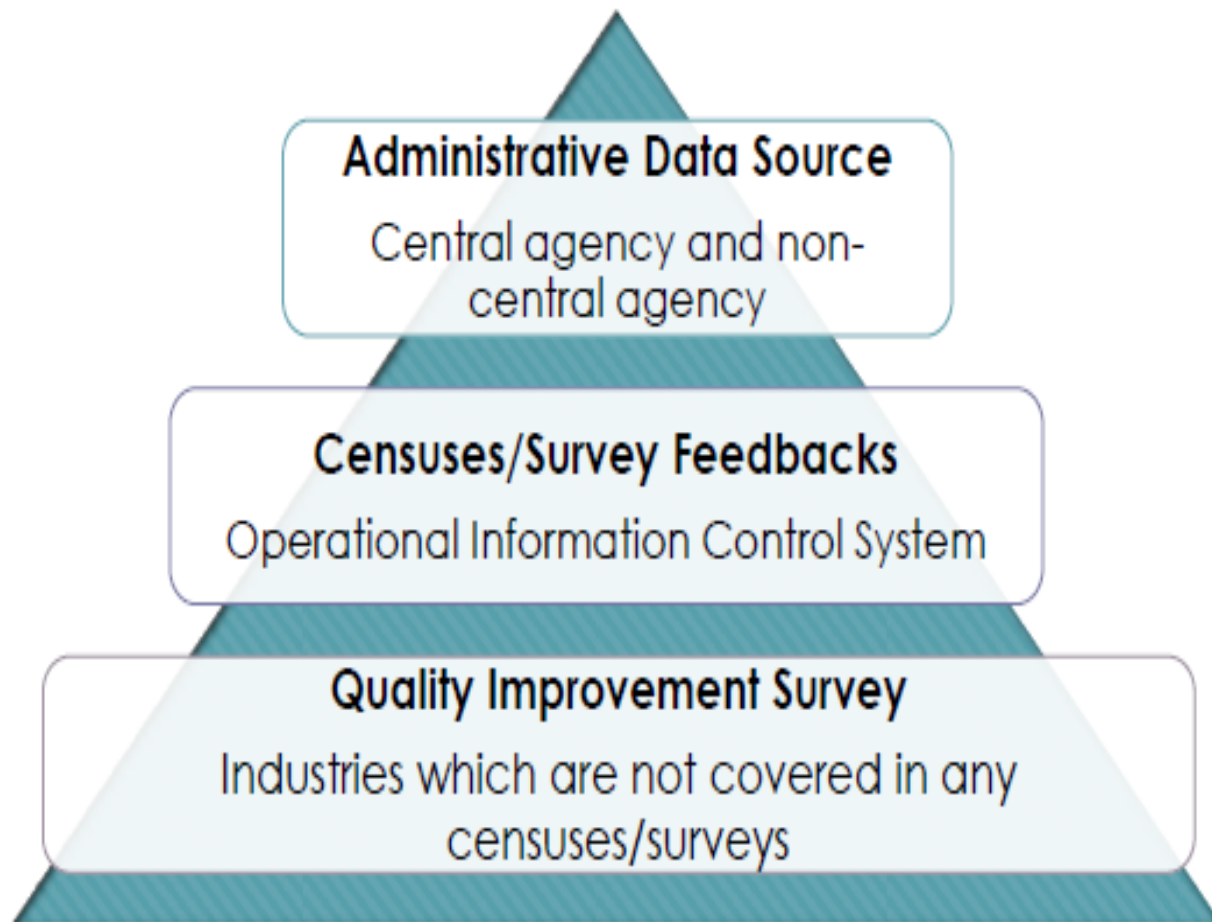 Administrative Data Source
Central agency and non-
central agency
Censuses/Survey Feedbacks
Operational Information Control System
Quality Improvement Survey
Industries which are not covered in any
censuses/surveys